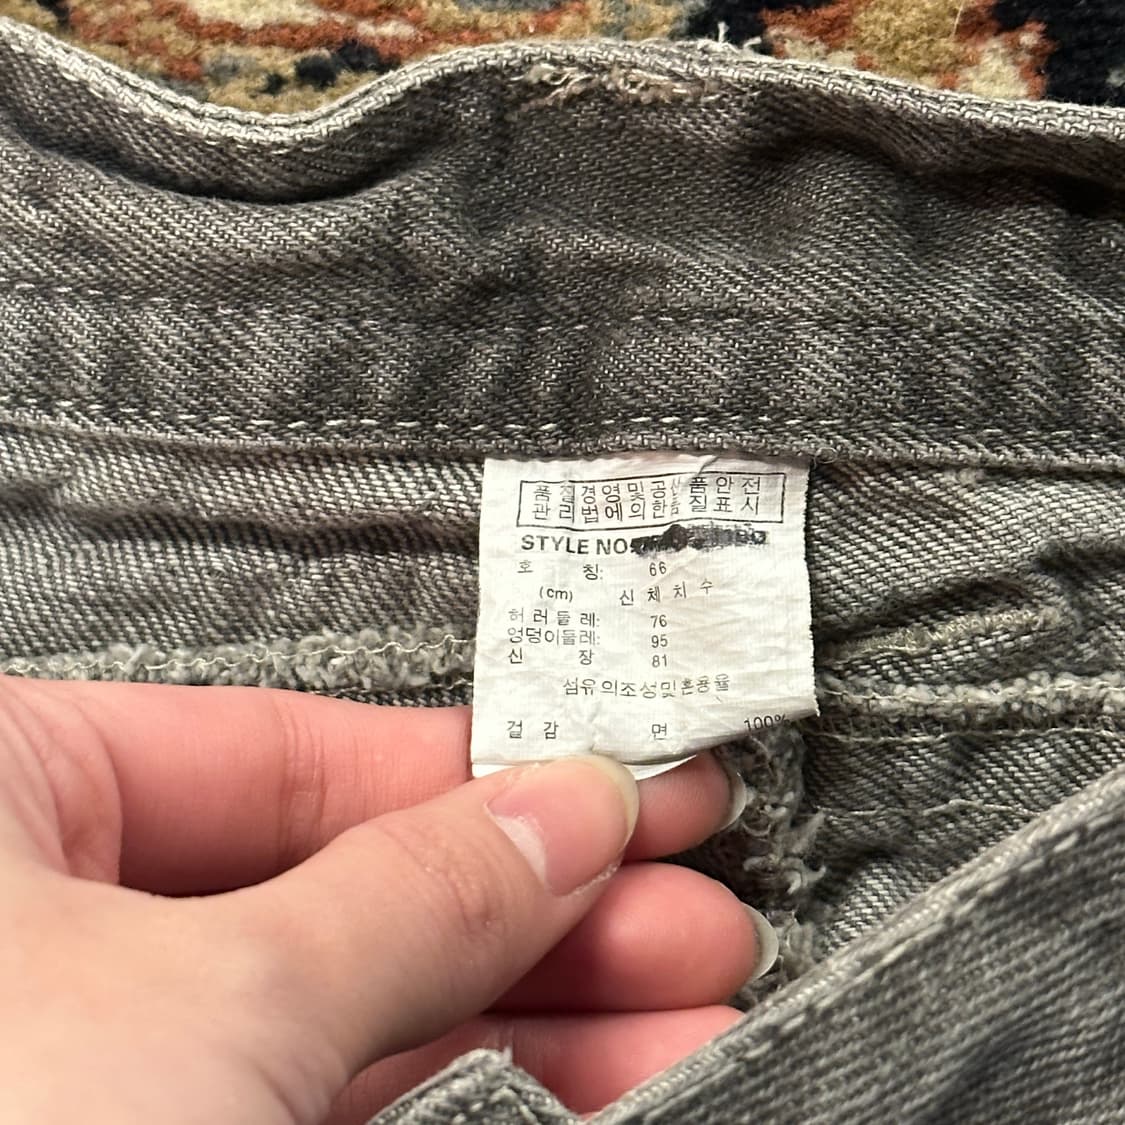 품질경영및공산품안전
관리법에의한품질표시
STYLE NO
호 칭: 66
(cm) 신체치수
허리둘레: 76
엉덩이둘레: 95
신 장 81
섬유의조성및혼용율
겉감 면 100%